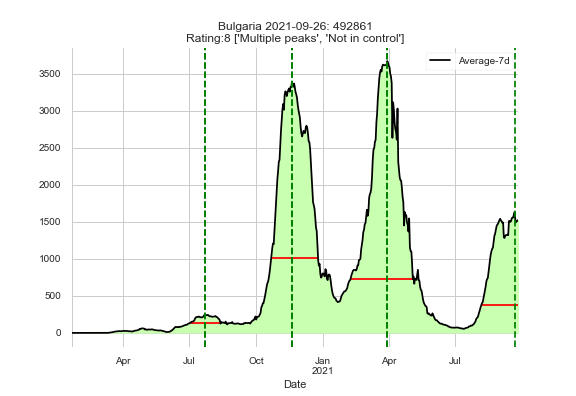 Bulgaria 2021-09-26: 492861
Rating:8 ['Multiple peaks', 'Not in control']
Average-7d
3500
3000
2500
2000
1500
1000
500
0
Apr Jul Oct Jan Apr Jul
2021
Date